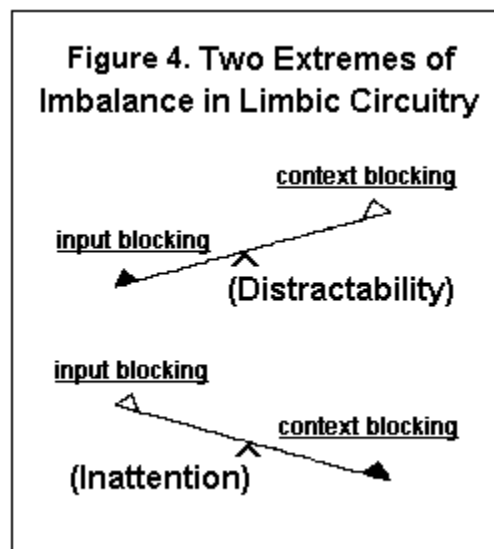 Figure 4. Two Extremes of
Imbalance in Limbic Circuitry
context blocking
input blocking
(Distractability)
input blocking
context blocking
(Inattention)